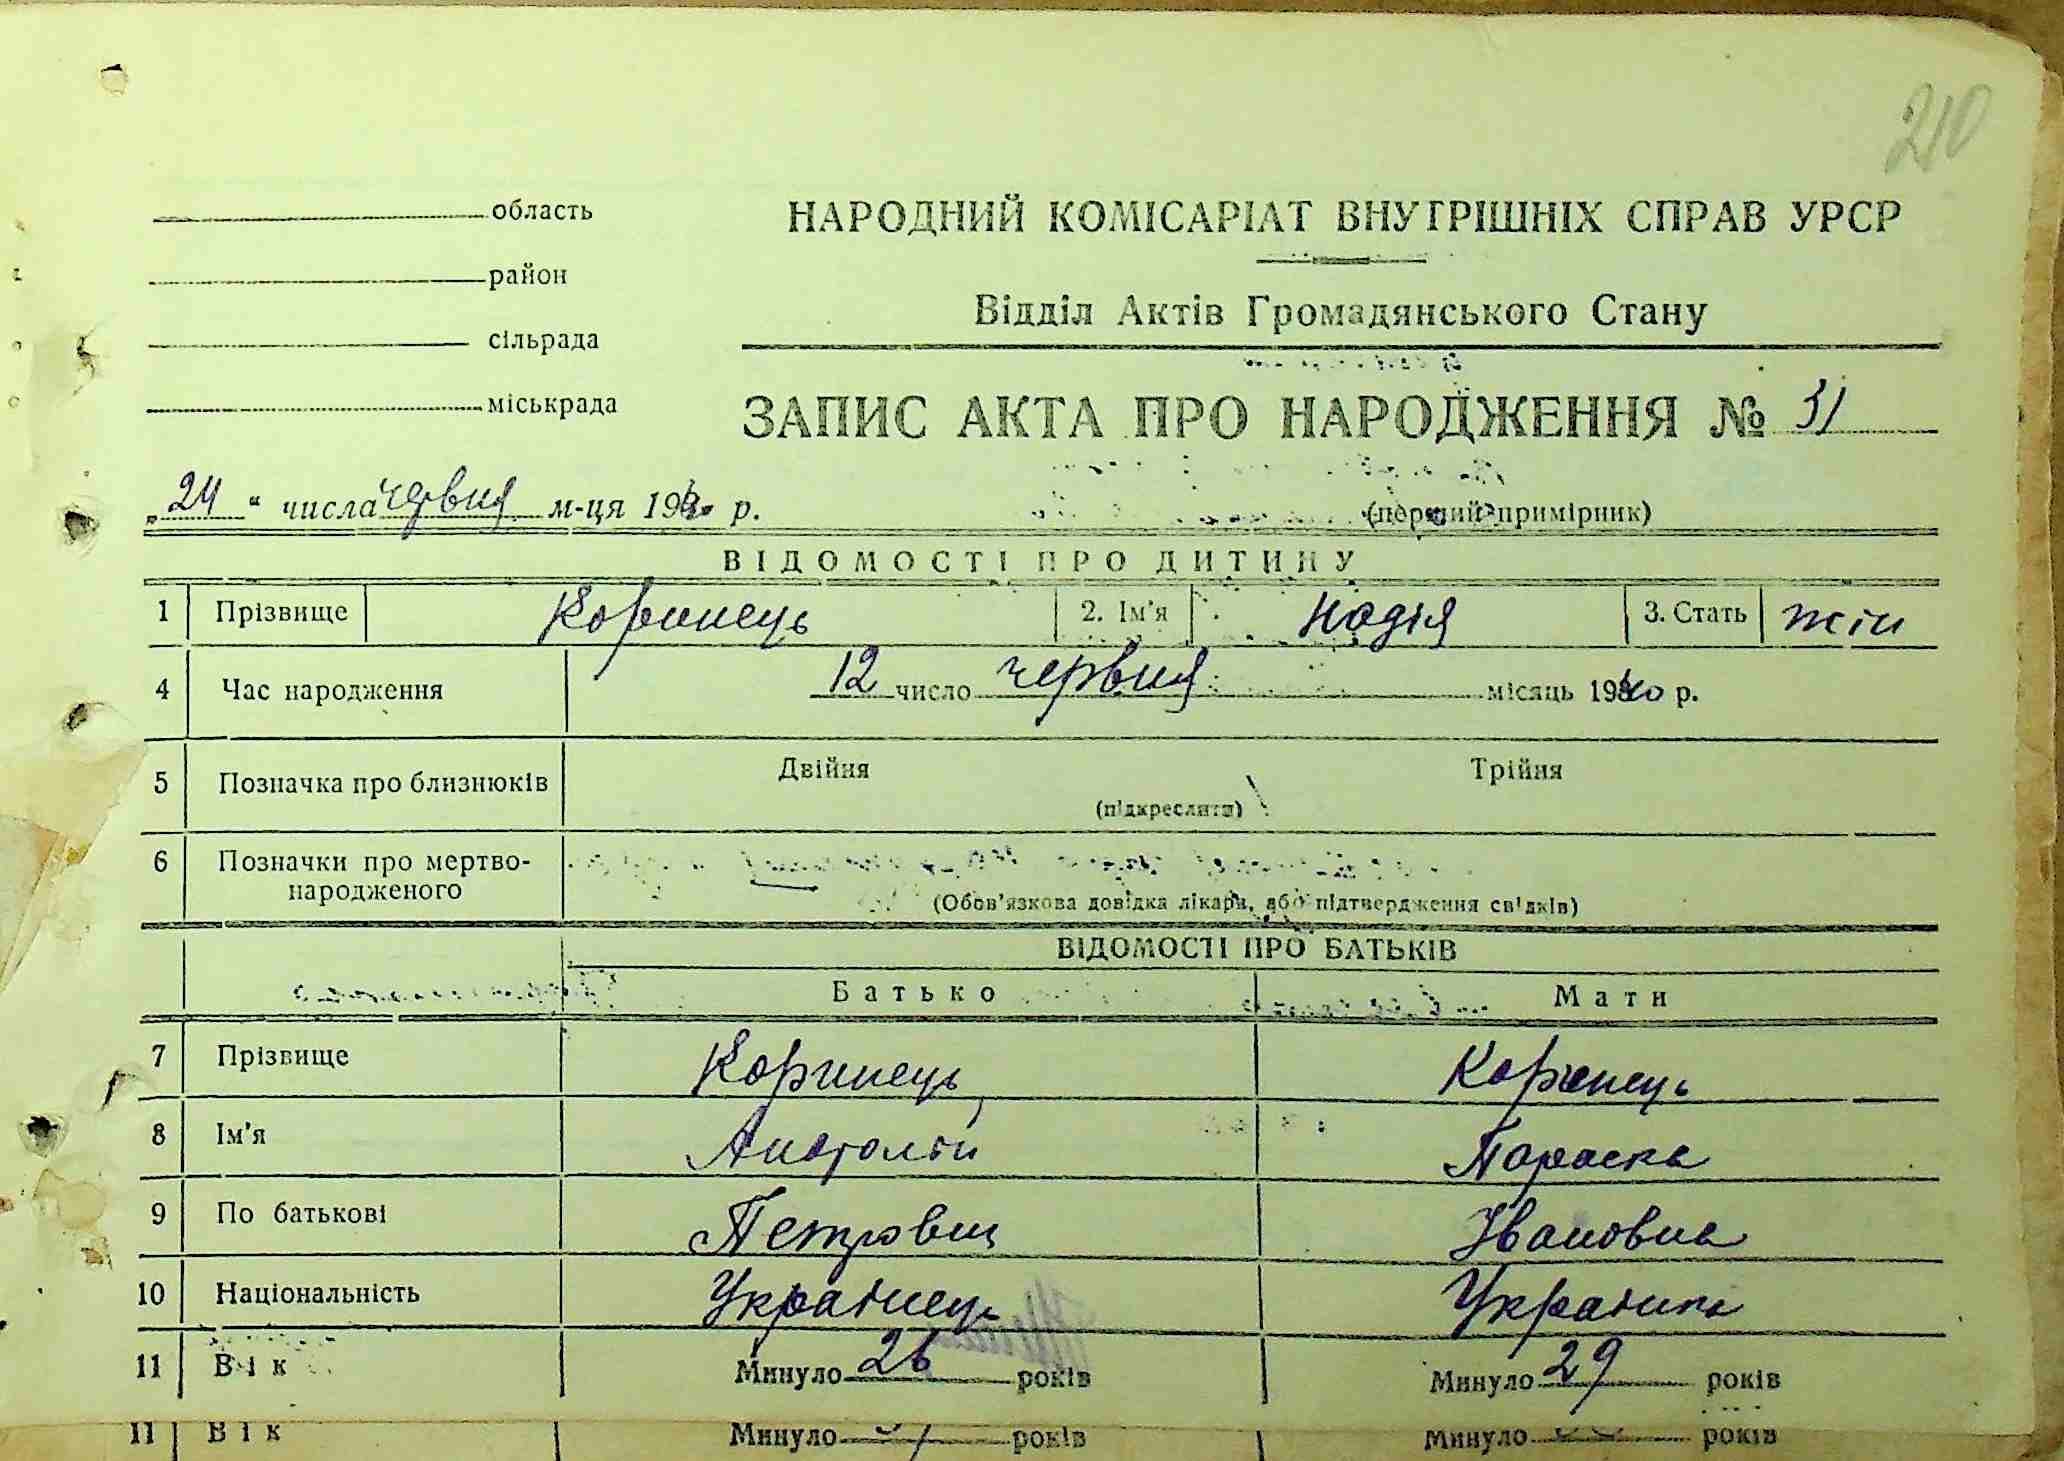 210
область
район
сільрада
міськрада
НАРОДНИЙ КОМІСАРІАТ ВНУТРІШНІХ СПРАВ УРСР
Відділ Актів Громадянського Стану
ЗАПИС АКТА ПРО НАРОДЖЕННЯ № 31
„24“ числа червня м-ця 1940 р.
(перший примірник)
ВІДОМОСТІ ПРО ДИТИНУ
1 Прізвище Коринець 2. Ім'я Надія 3. Стать жін
4 Час народження 12 число червня місяць 1940 р.
5 Позначка про близнюків Двійня Трійня
(підкреслити)
6 Позначки про мертво-
народженого
(Обов'язкова довідка лікаря, або підтвердження свідків)
ВІДОМОСТІ ПРО БАТЬКІВ
Батько Мати
7 Прізвище Коринець Коринець
8 Ім'я Анатолій Параска
9 По батькові Петрович Івановна
10 Національність Українець Українка
11 Вік Минуло 26 років Минуло 29 років
11 Вік Минуло років Минуло років